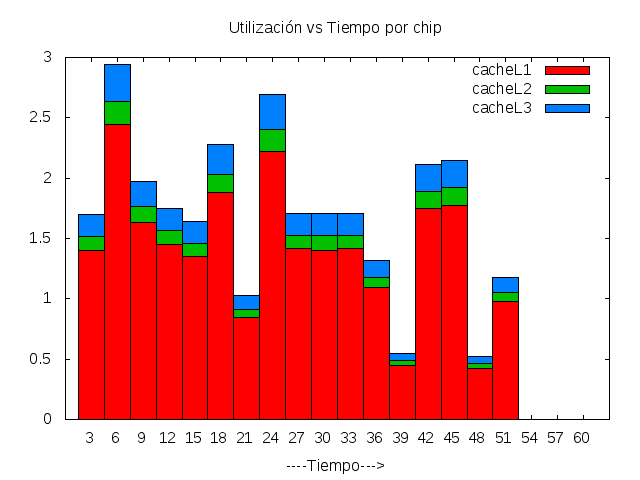 Utilización vs Tiempo por chip
cacheL1
cacheL2
cacheL3
3
2.5
2
1.5
1
0.5
0
3 6 9 12 15 18 21 24 27 30 33 36 39 42 45 48 51 54 57 60
----Tiempo--->